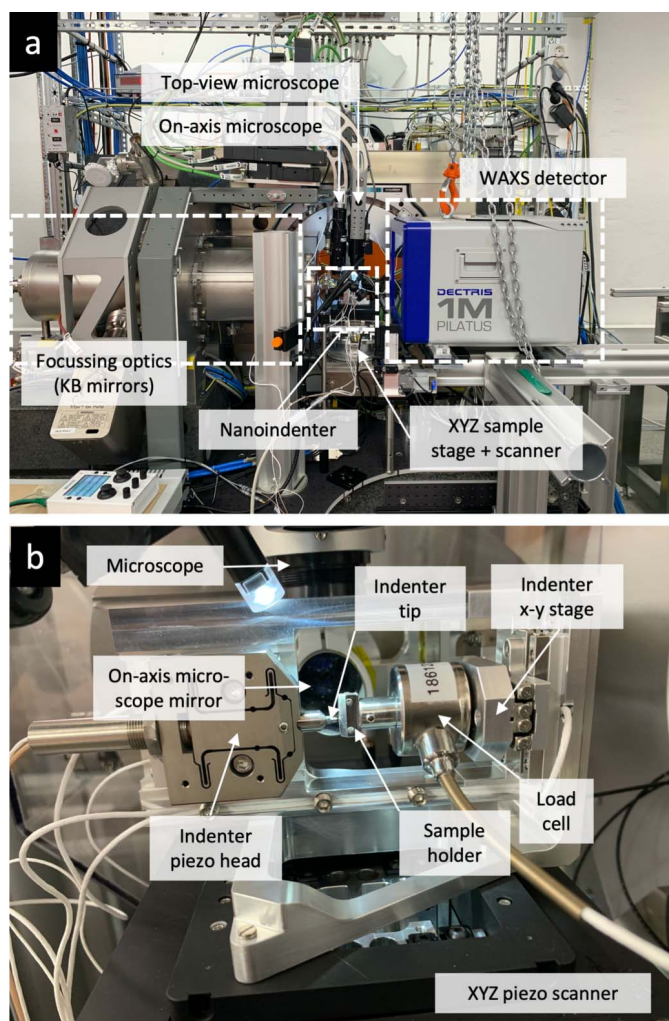 a
Top-view microscope
On-axis microscope
WAXS detector
DECTRIS
1M
PILATUS
Focussing optics
(KB mirrors)
Nanoindenter
XYZ sample
stage + scanner
b
Microscope
Indenter
tip
Indenter
x-y stage
On-axis micro-
scope mirror
18612
Indenter
piezo head
Sample
holder
Load
cell
XYZ piezo scanner